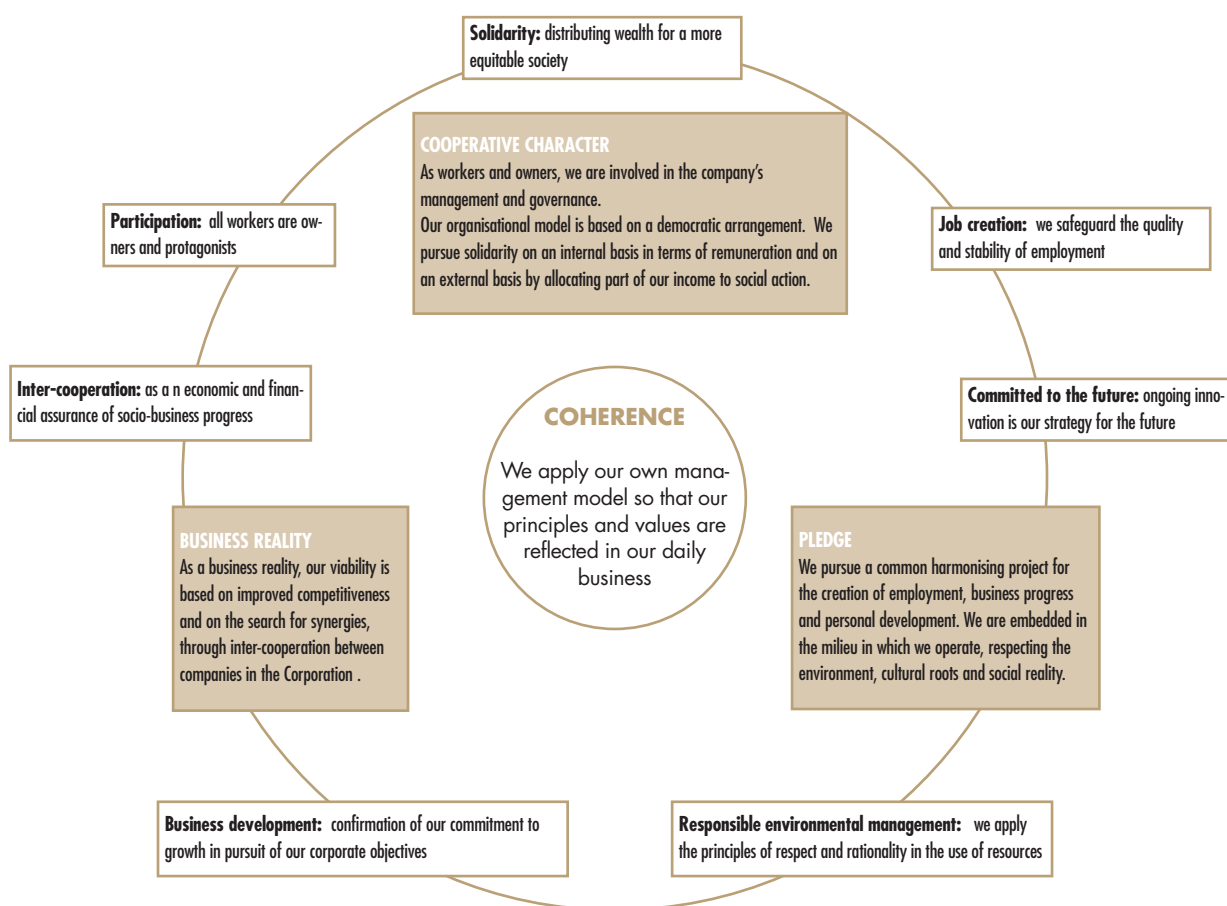 Solidarity: distributing wealth for a more
equitable society
COOPERATIVE CHARACTER
As workers and owners, we are involved in the company's
management and governance.
Our organisational model is based on a democratic arrangement. We
pursue solidarity on an internal basis in terms of remuneration and on
an external basis by allocating part of our income to social action.
Participation: all workers are ow-
ners and protagonists
Job creation: we safeguard the quality
and stability of employment
Inter-cooperation: as a n economic and finan-
cial assurance of socio-business progress
COHERENCE
We apply our own mana-
gement model so that our
principles and values are
reflected in our daily
business
Committed to the future: ongoing inno-
vation is our strategy for the future
BUSINESS REALITY
As a business reality, our viability is
based on improved competitiveness
and on the search for synergies,
through inter-cooperation between
companies in the Corporation .
PLEDGE
We pursue a common harmonising project for
the creation of employment, business progress
and personal development. We are embedded in
the milieu in which we operate, respecting the
environment, cultural roots and social reality.
Business development: confirmation of our commitment to
growth in pursuit of our corporate objectives
Responsible environmental management: we apply
the principles of respect and rationality in the use of resources